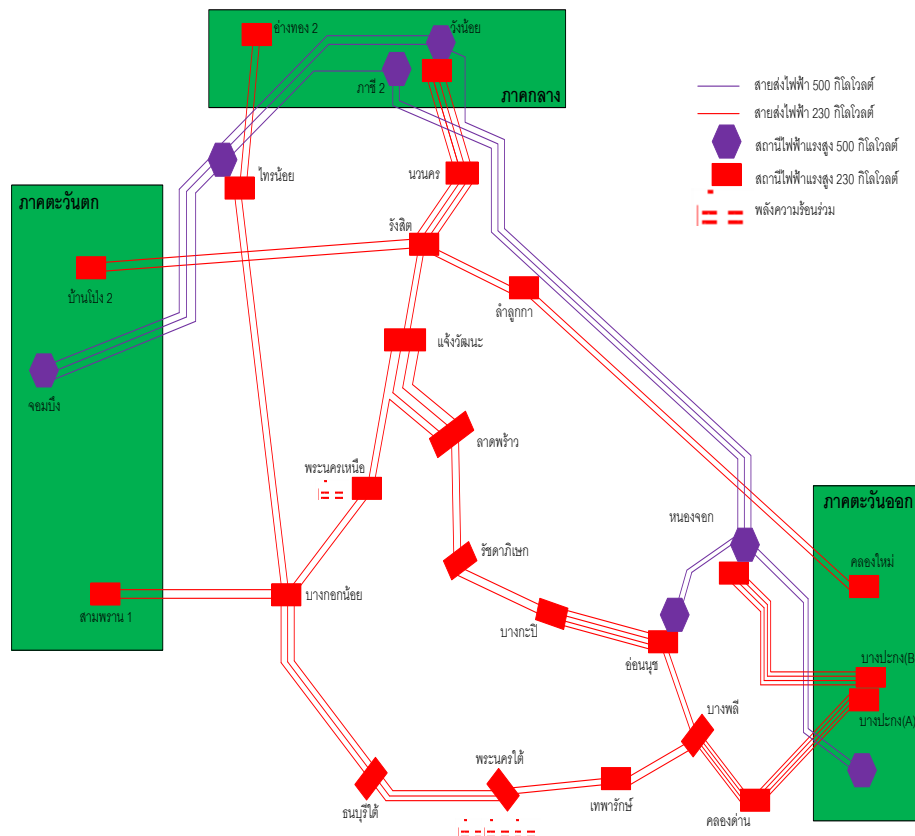 อ่างทอง 2
วังน้อย
ภาชี 2
ภาคกลาง
สายส่งไฟฟ้า 500 กิโลโวลต์
สายส่งไฟฟ้า 230 กิโลโวลต์
สถานีไฟฟ้าแรงสูง 500 กิโลโวลต์
สถานีไฟฟ้าแรงสูง 230 กิโลโวลต์
พลังความร้อนร่วม
ไทรน้อย
นวนคร
ภาคตะวันตก
รังสิต
บ้านโป่ง 2
ลำลูกกา
แจ้งวัฒนะ
จอมบึง
ลาดพร้าว
พระนครเหนือ
ภาคตะวันออก
หนองจอก
รัชดาภิเษก
คลองใหม่
สามพราน 1
บางกอกน้อย
บางกะปิ
อ่อนนุช
บางปะกง(B
บางปะกง(A)
บางพลี
พระนครใต้
เทพารักษ์
ธนบุรีใต้
คลองด่าน